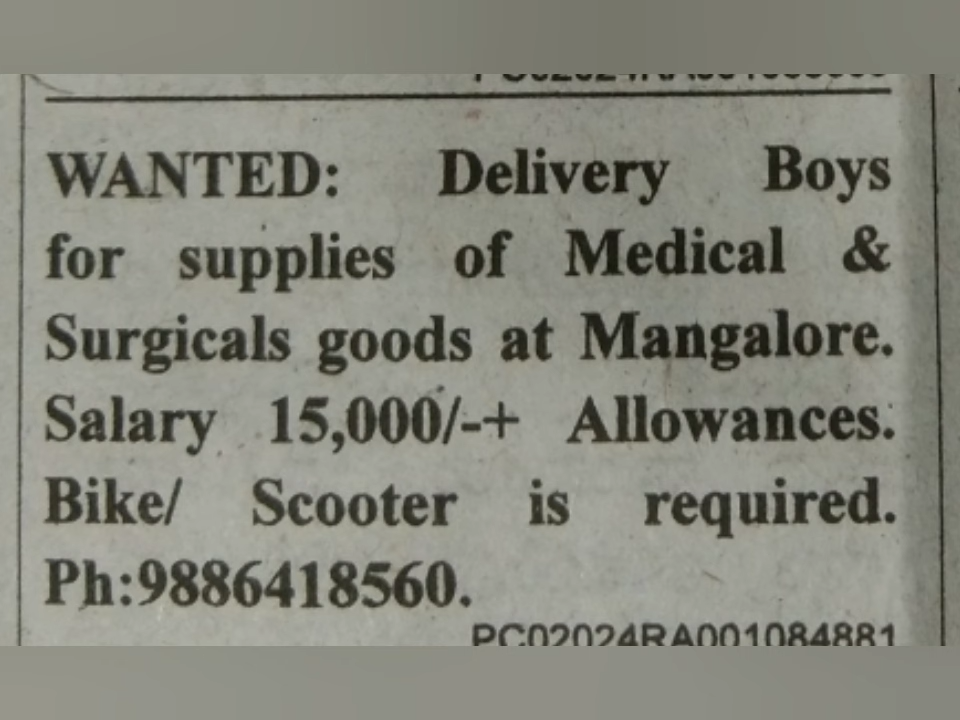 WANTED: Delivery Boys
for supplies of Medical &
Surgicals goods at Mangalore.
Salary 15,000/-+ Allowances.
Bike/ Scooter is required.
Ph:9886418560.
PC02024RA001084881